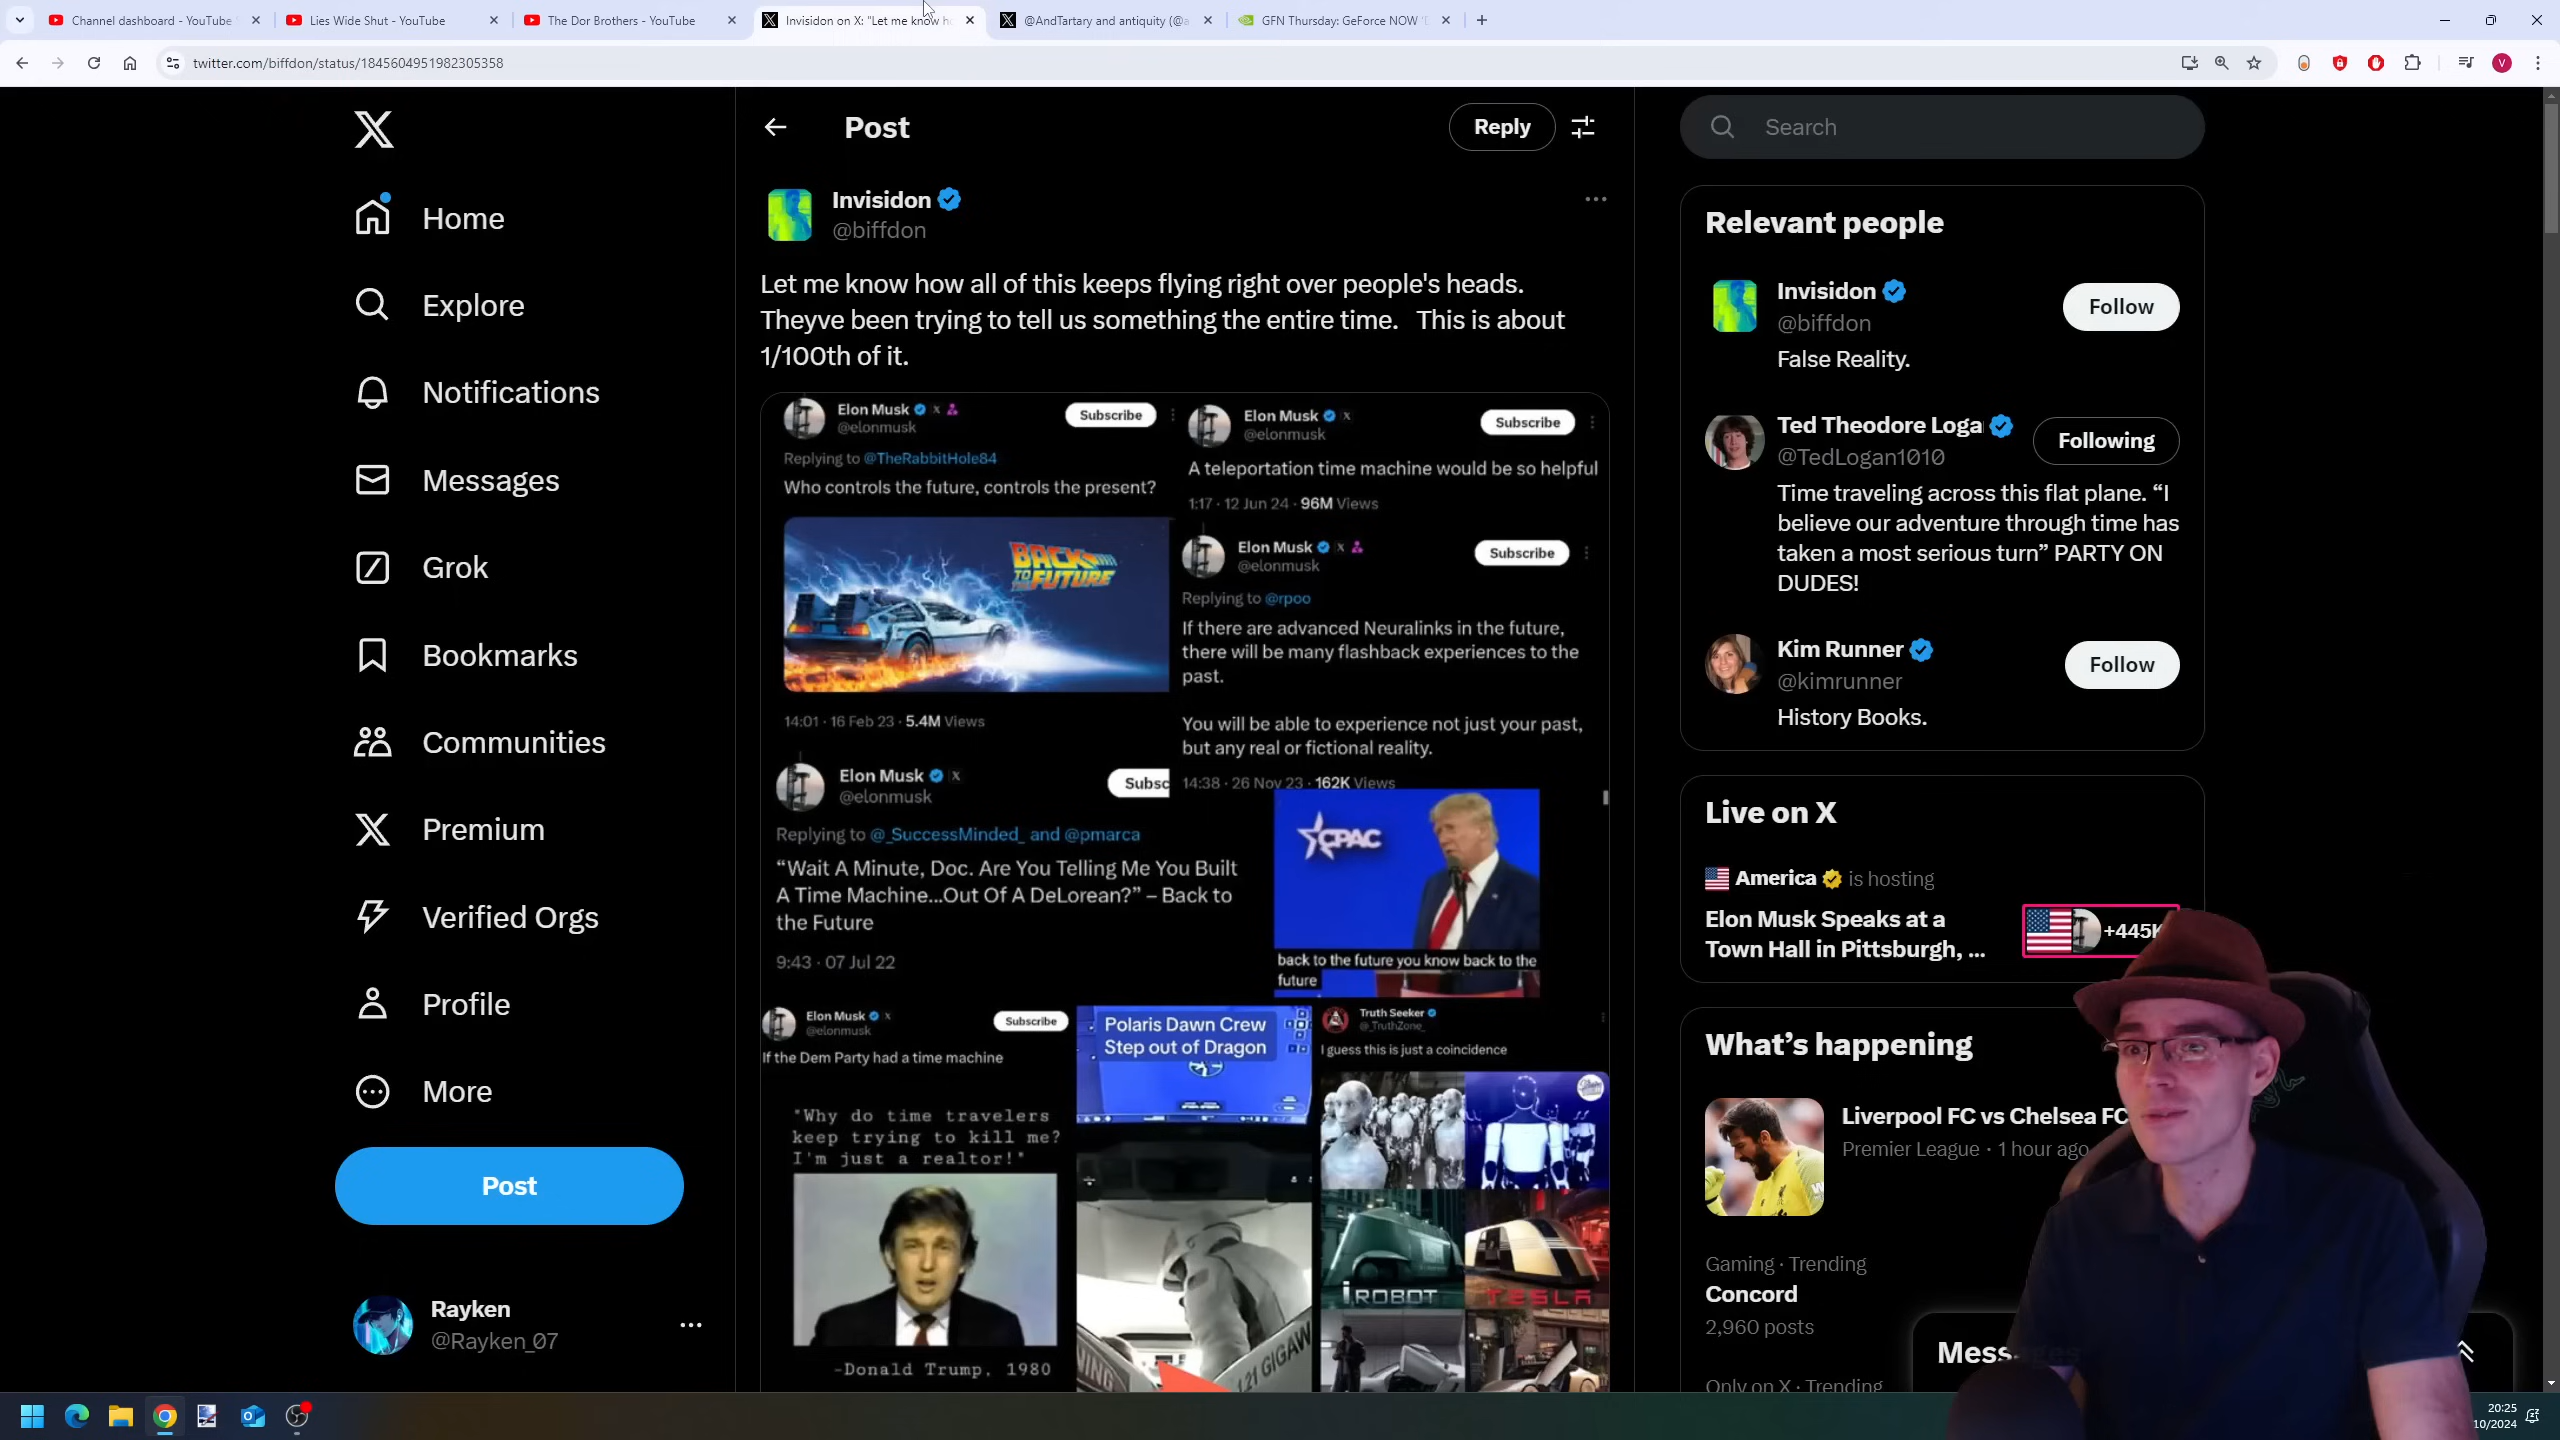 Channel dashboard - YouTube
Lies Wide Shut - YouTube
The Dor Brothers - YouTube
Invisidon on X: "Let me know h
@AndTartary and antiquity (@a
GFN Thursday: GeForce NOW
twitter.com/biffdon/status/1845604951982305358
V
Home
Explore
Notifications
Messages
Grok
Bookmarks
Communities
Premium
Verified Orgs
Profile
More
Post
Rayken
@Rayken_07
Post
Reply
Invisidon
@biffdon
Let me know how all of this keeps flying right over people's heads.
Theyve been trying to tell us something the entire time.   This is about
1/100th of it.
Elon Musk
@elonmusk
Subscribe
Replying to @TheRabbitHole84
Who controls the future, controls the present?
BACK
TO THE
FUTURE
14:01 · 16 Feb 23 · 5.4M Views
Elon Musk
@elonmusk
Subsc
Replying to @_SuccessMinded_ and @pmarca
“Wait A Minute, Doc. Are You Telling Me You Built
A Time Machine...Out Of A DeLorean?” – Back to
the Future
9:43 · 07 Jul 22
Elon Musk
@elonmusk
Subscribe
A teleportation time machine would be so helpful
1:17 · 12 Jun 24 · 96M Views
Elon Musk
@elonmusk
Subscribe
Replying to @rpoo
If there are advanced Neuralinks in the future,
there will be many flashback experiences to the
past.
You will be able to experience not just your past,
but any real or fictional reality.
14:38 · 26 Nov 23 · 162K Views
CPAC
back to the future you know back to the
future
Elon Musk
@elonmusk
Subscribe
If the Dem Party had a time machine
"Why do time travelers
keep trying to kill me?
I'm just a realtor!"
-Donald Trump, 1980
Polaris Dawn Crew
Step out of Dragon
NING
1.21 GIGAW
Truth Seeker
@_TruthZone_
I guess this is just a coincidence
iROBOT
TESLA
Search
Relevant people
Invisidon
@biffdon
Follow
False Reality.
Ted Theodore Loga
@TedLogan1010
Following
Time traveling across this flat plane. “I
believe our adventure through time has
taken a most serious turn” PARTY ON
DUDES!
Kim Runner
@kimrunner
Follow
History Books.
Live on X
America is hosting
Elon Musk Speaks at a
Town Hall in Pittsburgh, ...
+445K
What’s happening
Liverpool FC vs Chelsea FC
Premier League · 1 hour ago
Gaming · Trending
Concord
2,960 posts
Only on X · Trending
Mess
20:25
10/2024